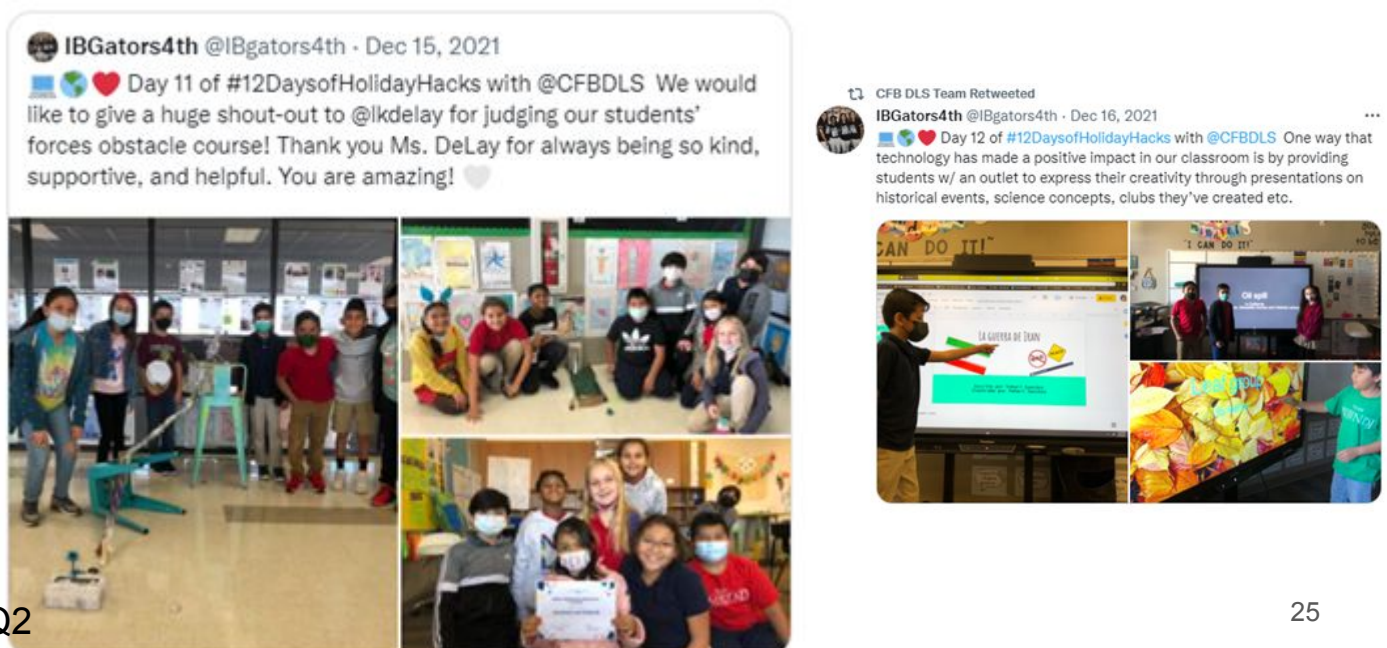 IBGators4th @IBgators4th · Dec 15, 2021
💻🌎❤️ Day 11 of #12DaysofHolidayHacks with @CFBDLS We would
like to give a huge shout-out to @lkdelay for judging our students’
forces obstacle course! Thank you Ms. DeLay for always being so kind,
supportive, and helpful. You are amazing! 🤍
CFB DLS Team Retweeted
IBGators4th @IBgators4th · Dec 16, 2021
💻🌎❤️ Day 12 of #12DaysofHolidayHacks with @CFBDLS One way that
technology has made a positive impact in our classroom is by providing
students w/ an outlet to express their creativity through presentations on
historical events, science concepts, clubs they’ve created etc.
CAN DO IT!"
LA GUERRA DE IRAN
"I CAN DO IT!"
Oil spill
Leaf group
Q2
25